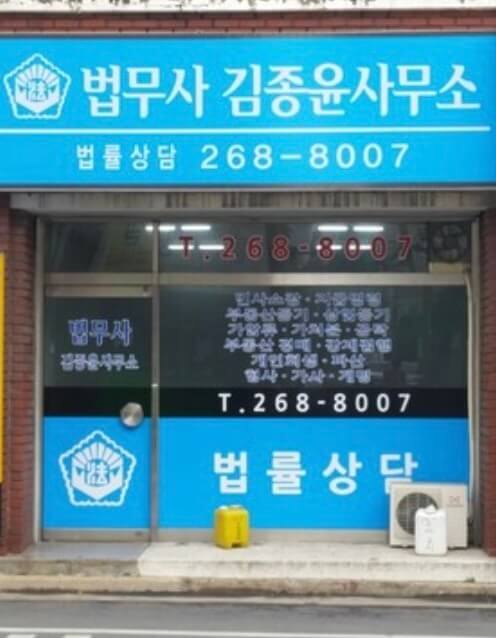 법무사 김종윤사무소
법률상담 268-8007
T.268-8007
법무사
김종윤사무소
민사소송·지급명령
부동산등기·상업등기
가압류·가처분·공탁
부동산 경매·강제집행
개인회생·파산
형사·가사·개명
T.268-8007
법률상담